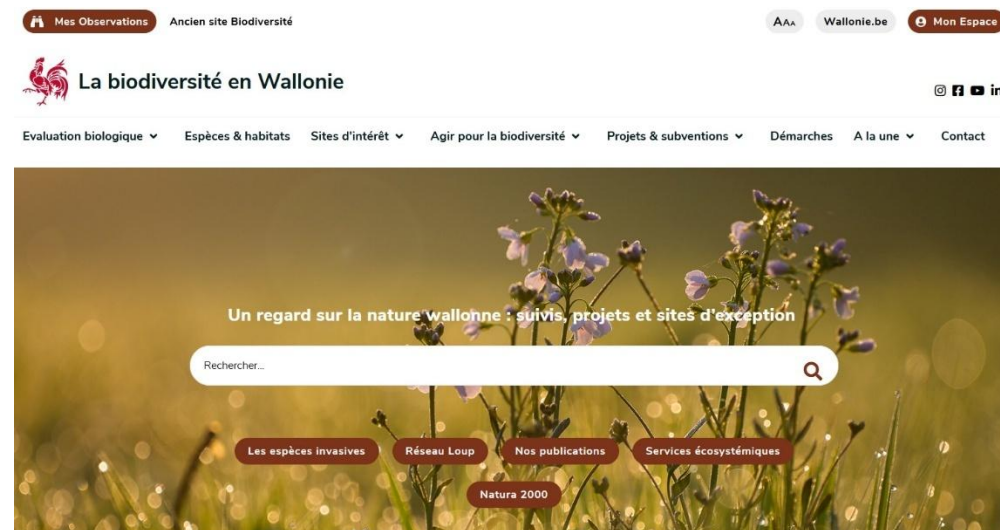 Mes Observations Ancien site Biodiversité AAA Wallonie.be Mon Espace
La biodiversité en Wallonie
Evaluation biologique Espèces & habitats Sites d'intérêt Agir pour la biodiversité Projets & subventions Démarches A la une Contact
Un regard sur la nature wallonne : suivis, projets et sites d'exception
Rechercher...
Les espèces invasives Réseau Loup Nos publications Services écosystémiques
Natura 2000